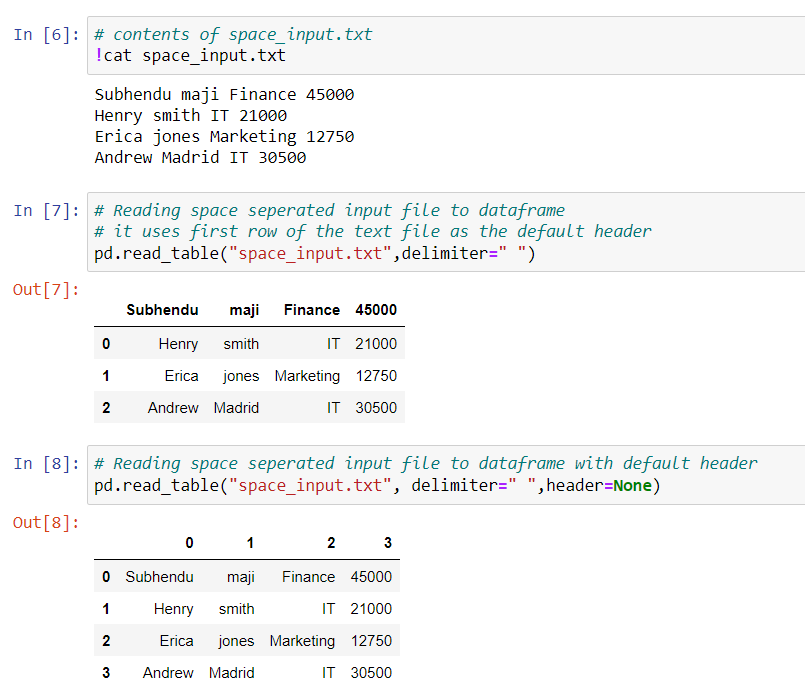 In [6]: # contents of space_input.txt
!cat space_input.txt
Subhendu maji Finance 45000
Henry smith IT 21000
Erica jones Marketing 12750
Andrew Madrid IT 30500
In [7]: # Reading space seperated input file to dataframe
# it uses first row of the text file as the default header
pd.read_table("space_input.txt",delimiter=" ")
Out[7]:
Subhendu maji Finance 45000
0 Henry smith IT 21000
1 Erica jones Marketing 12750
2 Andrew Madrid IT 30500
In [8]: # Reading space seperated input file to dataframe with default header
pd.read_table("space_input.txt", delimiter=" ",header=None)
Out[8]:
0 1 2 3
0 Subhendu maji Finance 45000
1 Henry smith IT 21000
2 Erica jones Marketing 12750
3 Andrew Madrid IT 30500